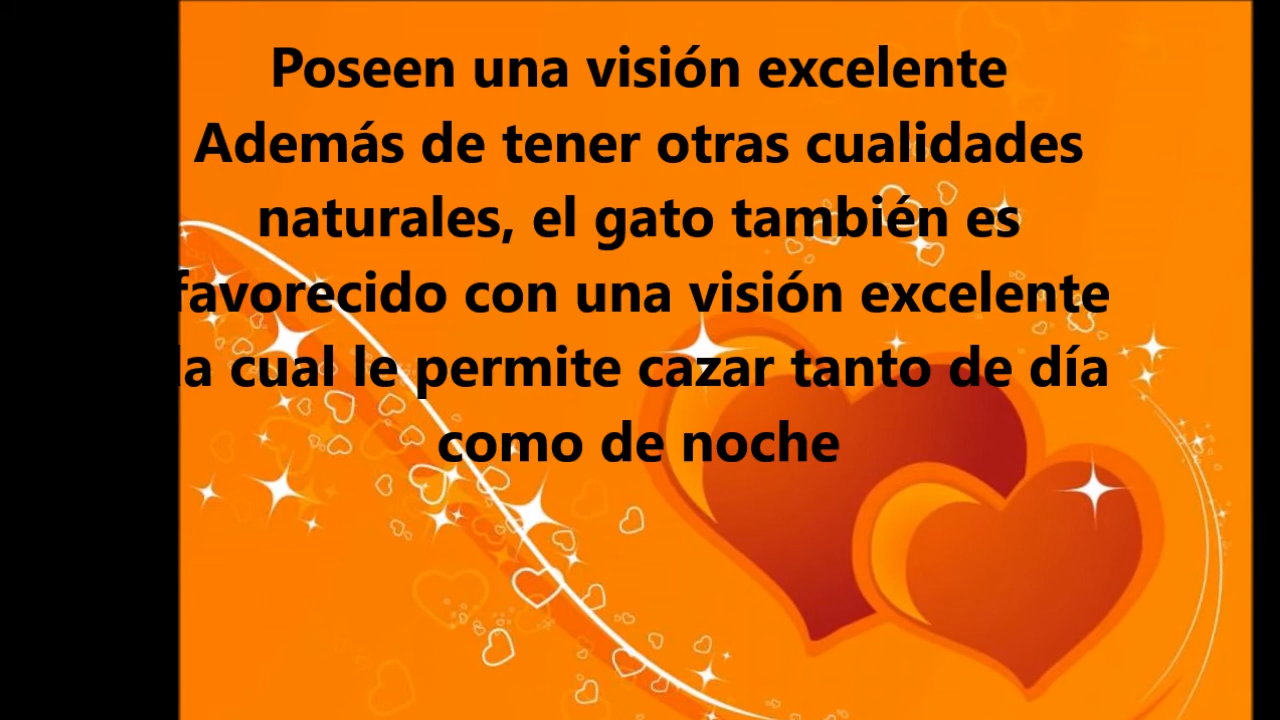 Poseen una visión excelente
Además de tener otras cualidades
naturales, el gato también es
favorecido con una visión excelente
la cual le permite cazar tanto de día
como de noche